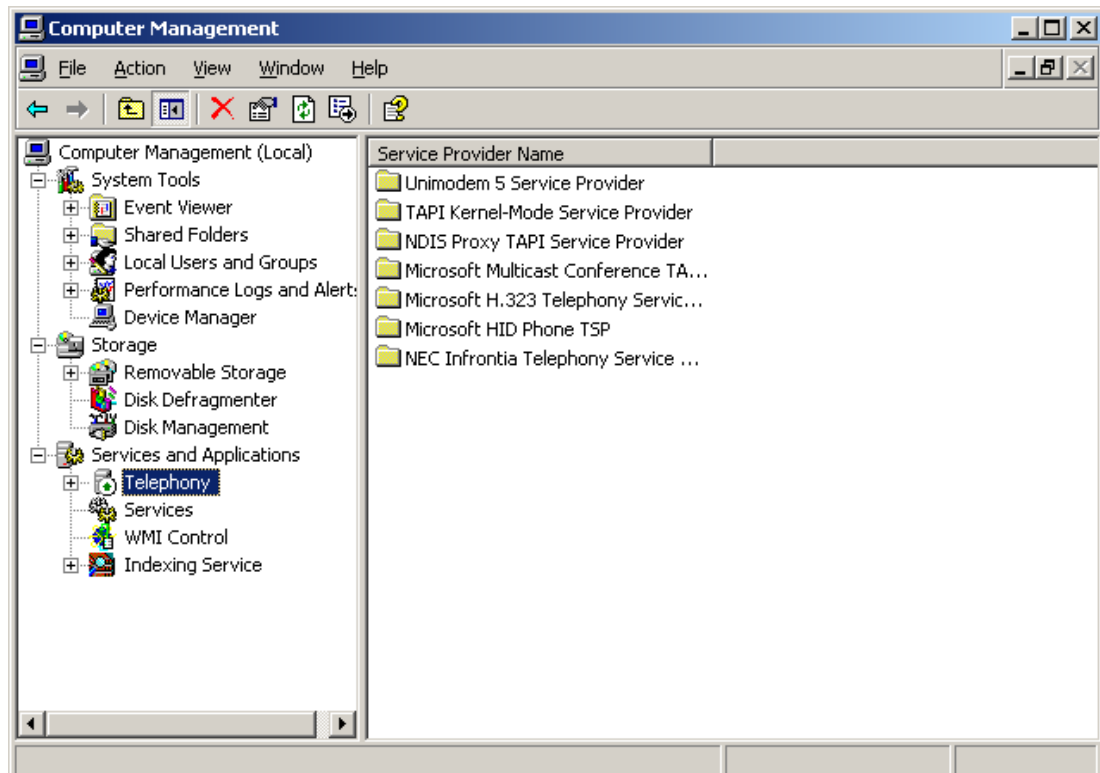 Computer Management
File Action View Window Help
Computer Management (Local)
System Tools
Event Viewer
Shared Folders
Local Users and Groups
Performance Logs and Alert
Device Manager
Storage
Removable Storage
Disk Defragmenter
Disk Management
Services and Applications
Telephony
Services
WMI Control
Indexing Service
Service Provider Name
Unimodem 5 Service Provider
TAPI Kernel-Mode Service Provider
NDIS Proxy TAPI Service Provider
Microsoft Multicast Conference TA...
Microsoft H.323 Telephony Servic...
Microsoft HID Phone TSP
NEC Infrontia Telephony Service ...